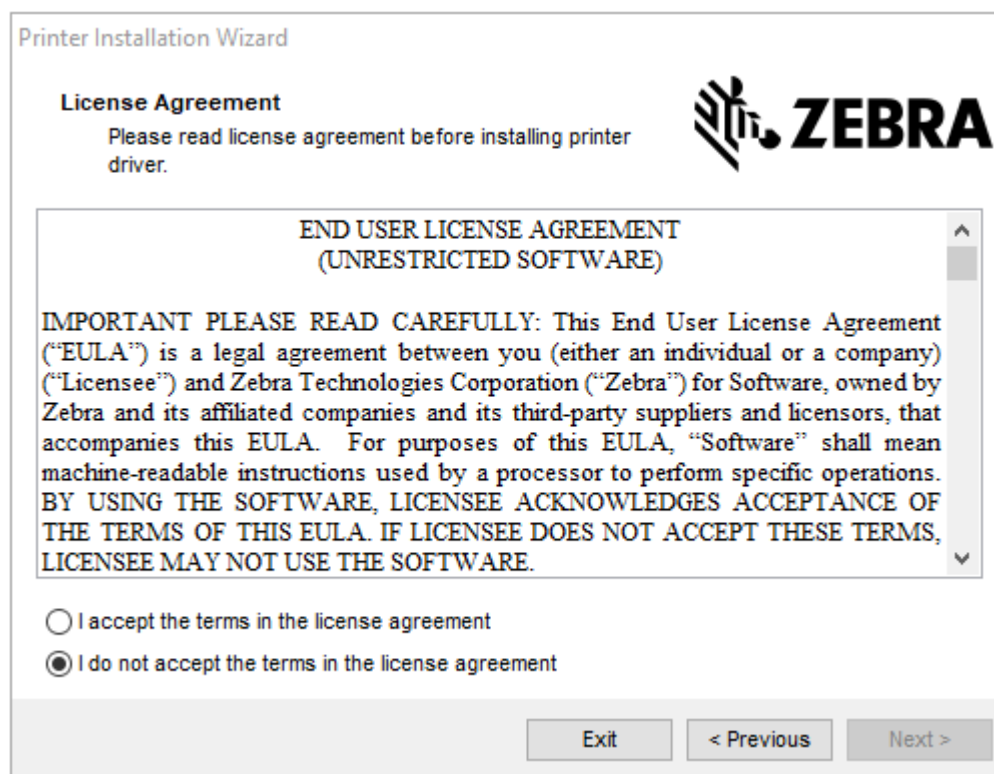 Printer Installation Wizard
License Agreement
Please read license agreement before installing printer
driver.
ZEBRA
END USER LICENSE AGREEMENT
(UNRESTRICTED SOFTWARE)
IMPORTANT PLEASE READ CAREFULLY: This End User License Agreement
(“EULA”) is a legal agreement between you (either an individual or a company)
(“Licensee”) and Zebra Technologies Corporation (“Zebra”) for Software, owned by
Zebra and its affiliated companies and its third-party suppliers and licensors, that
accompanies this EULA.  For purposes of this EULA, “Software” shall mean
machine-readable instructions used by a processor to perform specific operations.
BY USING THE SOFTWARE, LICENSEE ACKNOWLEDGES ACCEPTANCE OF
THE TERMS OF THIS EULA. IF LICENSEE DOES NOT ACCEPT THESE TERMS,
LICENSEE MAY NOT USE THE SOFTWARE.
I accept the terms in the license agreement
I do not accept the terms in the license agreement
Exit
< Previous
Next >